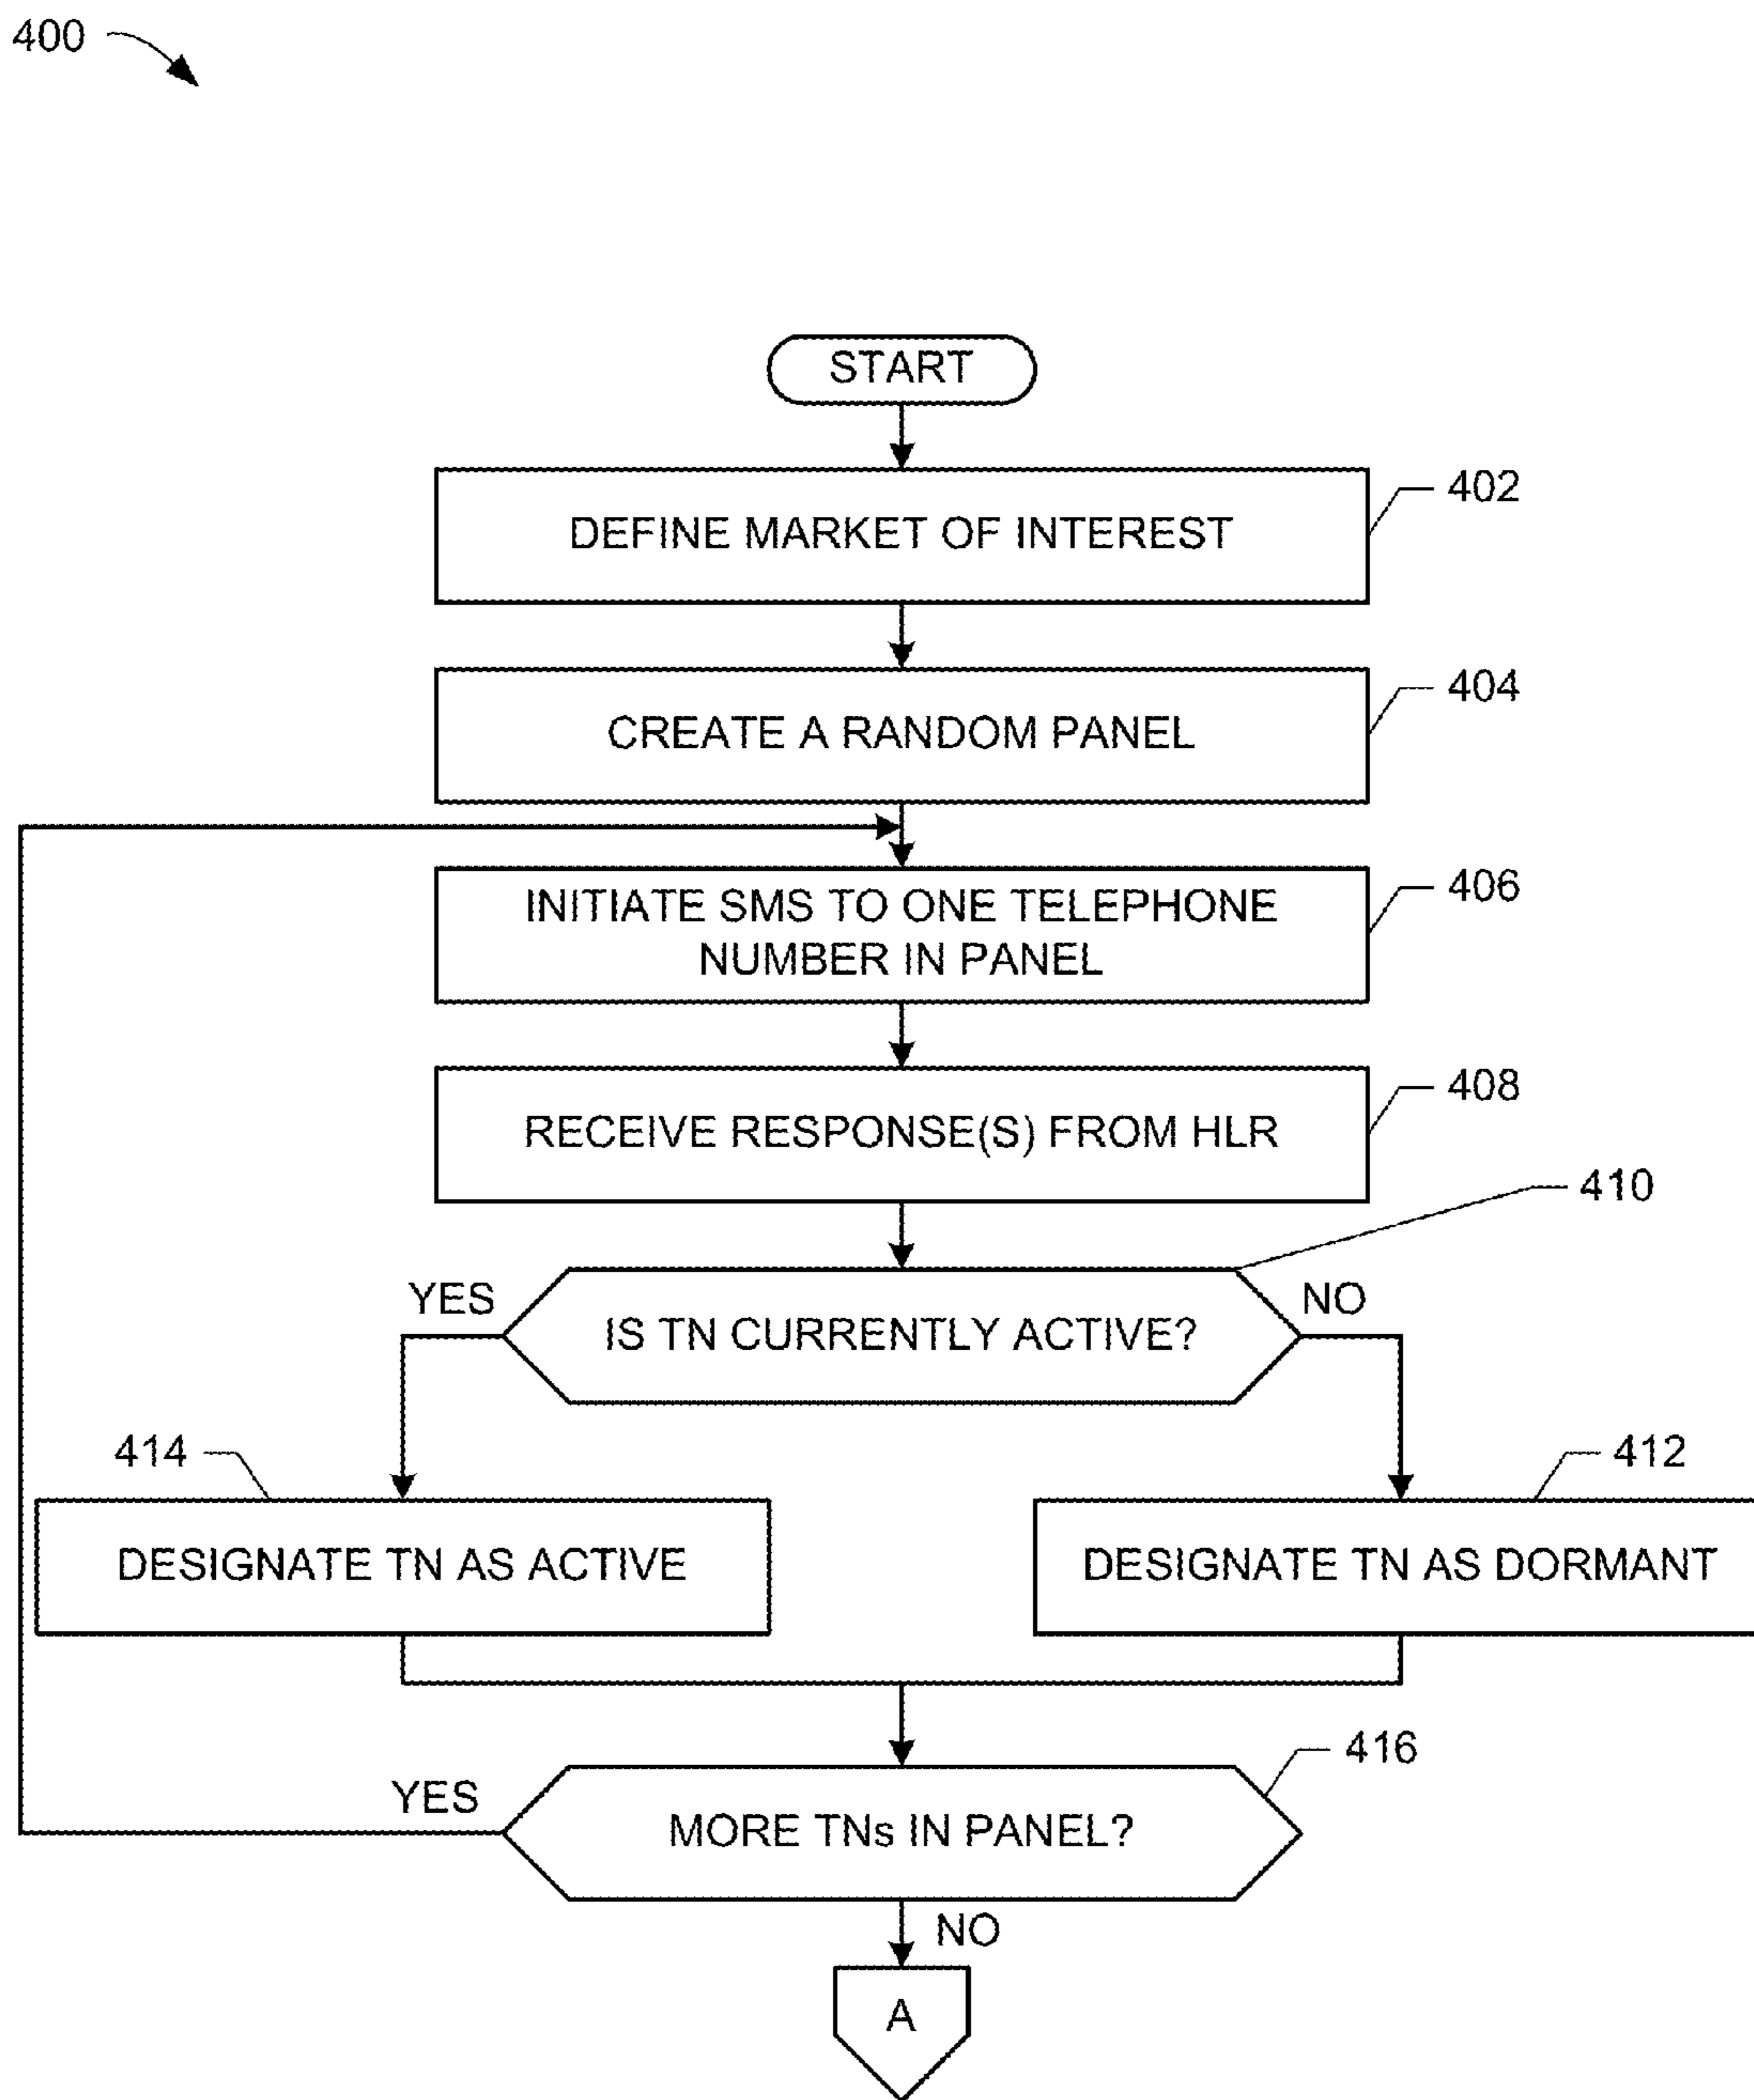 400
START
DEFINE MARKET OF INTEREST
402
CREATE A RANDOM PANEL
404
INITIATE SMS TO ONE TELEPHONE
NUMBER IN PANEL
406
RECEIVE RESPONSE(S) FROM HLR
408
410
YES
IS TN CURRENTLY ACTIVE?
NO
414
412
DESIGNATE TN AS ACTIVE
DESIGNATE TN AS DORMANT
416
YES
MORE TNs IN PANEL?
NO
A